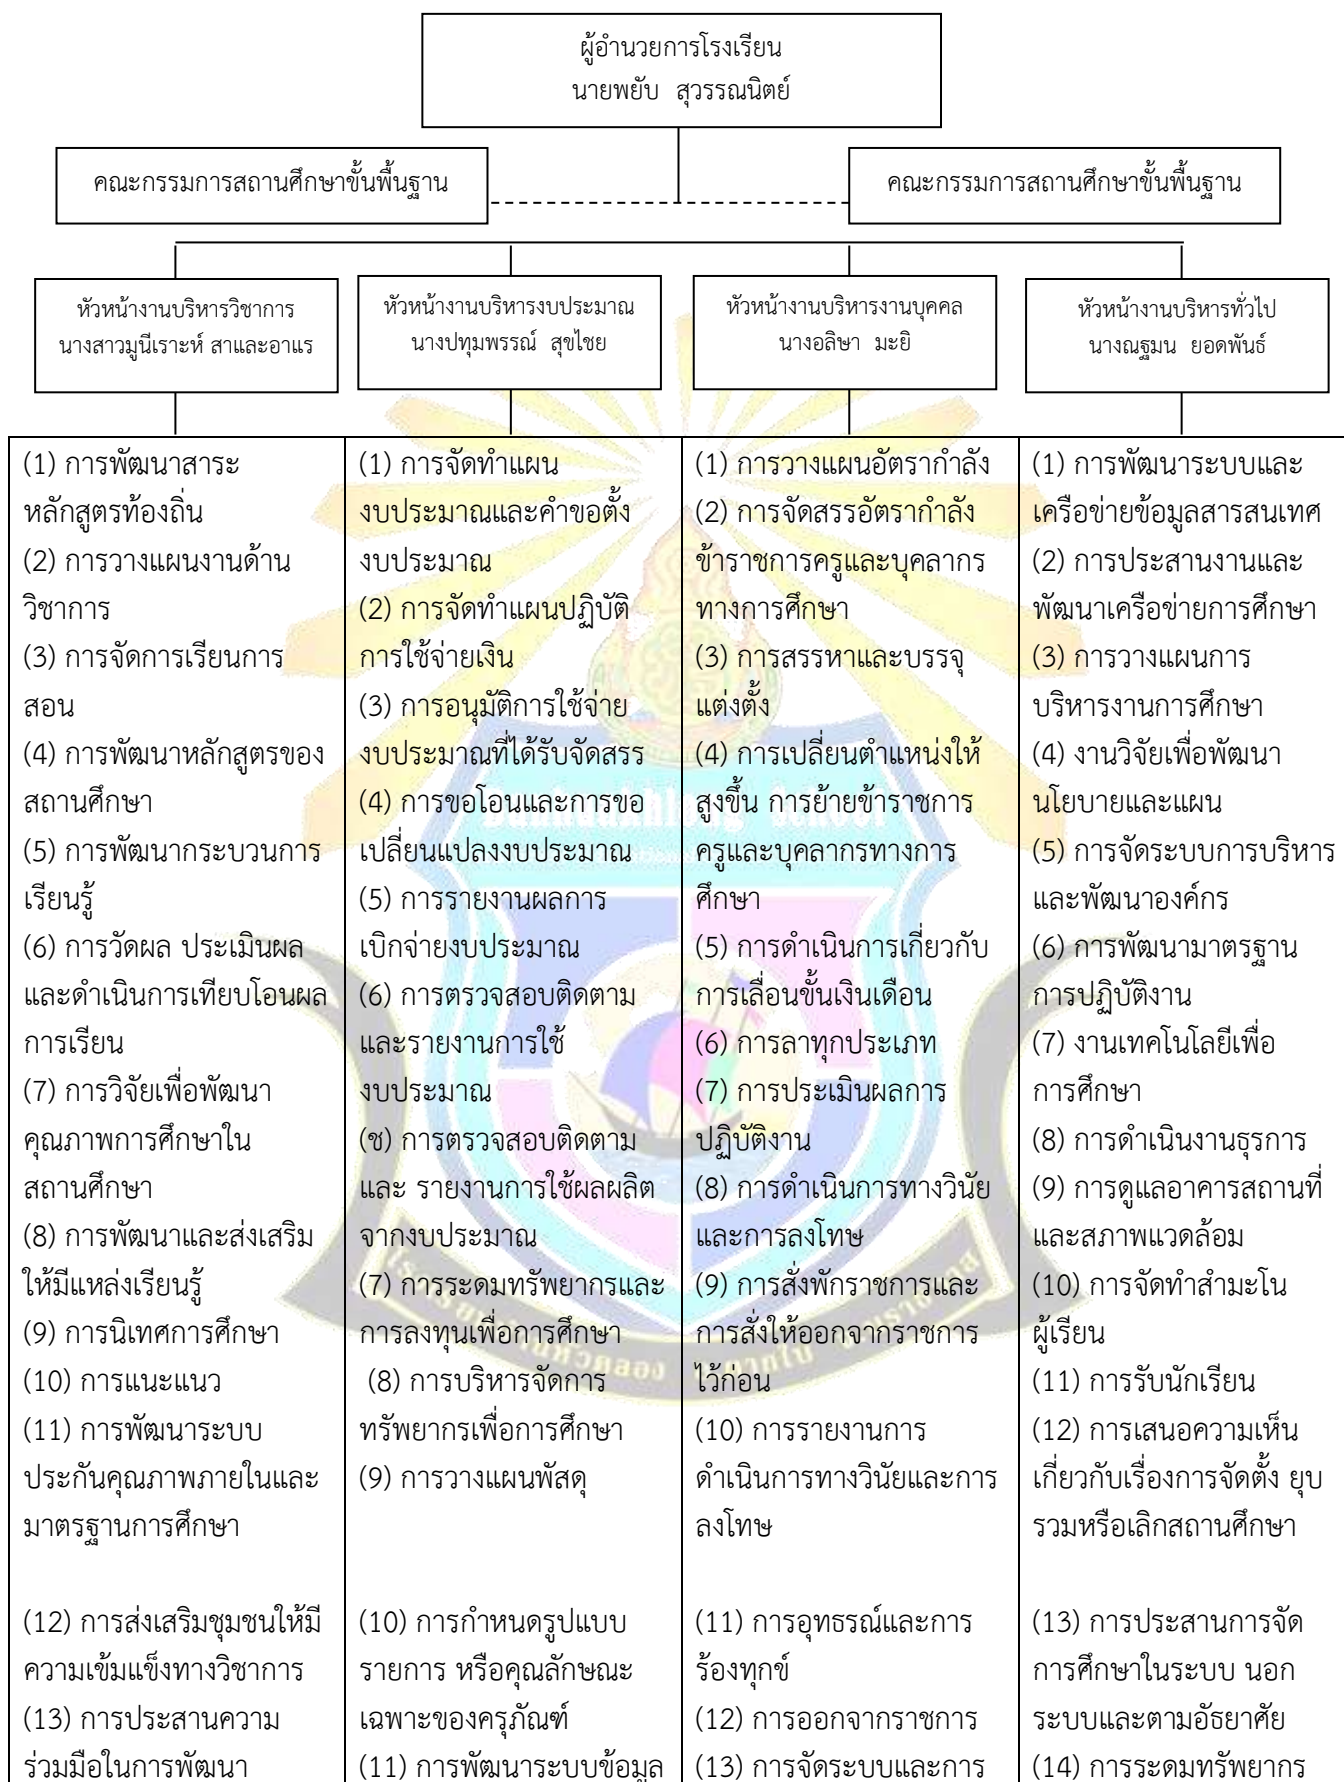 ผู้อำนวยการโรงเรียน
นายพยับ สุวรรณนิตย์
คณะกรรมการสถานศึกษาขั้นพื้นฐาน
คณะกรรมการสถานศึกษาขั้นพื้นฐาน
หัวหน้างานบริหารวิชาการ
นางสาวมูนีเราะห์ สาและอาแร
หัวหน้างานบริหารงบประมาณ
นางปทุมพรรณ์ สุขไชย
หัวหน้างานบริหารงานบุคคล
นางอลิษา มะยิ
หัวหน้างานบริหารทั่วไป
นางณฐมน ยอดพันธ์
(1) การพัฒนาสาระ
หลักสูตรท้องถิ่น
(2) การวางแผนงานด้าน
วิชาการ
(3) การจัดการเรียนการ
สอน
(4) การพัฒนาหลักสูตรของ
สถานศึกษา
(5) การพัฒนากระบวนการ
เรียนรู้
(6) การวัดผล ประเมินผล
และดำเนินการเทียบโอนผล
การเรียน
(7) การวิจัยเพื่อพัฒนา
คุณภาพการศึกษาใน
สถานศึกษา
(8) การพัฒนาและส่งเสริม
ให้มีแหล่งเรียนรู้
(9) การนิเทศการศึกษา
(10) การแนะแนว
(11) การพัฒนาระบบ
ประกันคุณภาพภายในและ
มาตรฐานการศึกษา
(12) การส่งเสริมชุมชนให้มี
ความเข้มแข็งทางวิชาการ
(13) การประสานความ
ร่วมมือในการพัฒนา
(1) การจัดทำแผน
งบประมาณและคำขอตั้ง
งบประมาณ
(2) การจัดทำแผนปฏิบัติ
การใช้จ่ายเงิน
(3) การอนุมัติการใช้จ่าย
งบประมาณที่ได้รับจัดสรร
(4) การขอโอนและการขอ
เปลี่ยนแปลงงบประมาณ
(5) การรายงานผลการ
เบิกจ่ายงบประมาณ
(6) การตรวจสอบติดตาม
และรายงานการใช้
งบประมาณ
(ช) การตรวจสอบติดตาม
และ รายงานการใช้ผลผลิต
จากงบประมาณ
(7) การระดมทรัพยากรและ
การลงทุนเพื่อการศึกษา
(8) การบริหารจัดการ
ทรัพยากรเพื่อการศึกษา
(9) การวางแผนพัสดุ
(10) การกำหนดรูปแบบ
รายการ หรือคุณลักษณะ
เฉพาะของครุภัณฑ์
(11) การพัฒนาระบบข้อมูล
(1) การวางแผนอัตรากำลัง
(2) การจัดสรรอัตรากำลัง
ข้าราชการครูและบุคลากร
ทางการศึกษา
(3) การสรรหาและบรรจุ
แต่งตั้ง
(4) การเปลี่ยนตำแหน่งให้
สูงขึ้น การย้ายข้าราชการ
ครูและบุคลากรทางการ
ศึกษา
(5) การดำเนินการเกี่ยวกับ
การเลื่อนขั้นเงินเดือน
(6) การลาทุกประเภท
(7) การประเมินผลการ
ปฏิบัติงาน
(8) การดำเนินการทางวินัย
และการลงโทษ
(9) การสั่งพักราชการและ
การสั่งให้ออกจากราชการ
ไว้ก่อน
(10) การรายงานการ
ดำเนินการทางวินัยและการ
ลงโทษ
(11) การอุทธรณ์และการ
ร้องทุกข์
(12) การออกจากราชการ
(13) การจัดระบบและการ
(1) การพัฒนาระบบและ
เครือข่ายข้อมูลสารสนเทศ
(2) การประสานงานและ
พัฒนาเครือข่ายการศึกษา
(3) การวางแผนการ
บริหารงานการศึกษา
(4) งานวิจัยเพื่อพัฒนา
นโยบายและแผน
(5) การจัดระบบการบริหาร
และพัฒนาองค์กร
(6) การพัฒนามาตรฐาน
การปฏิบัติงาน
(7) งานเทคโนโลยีเพื่อ
การศึกษา
(8) การดำเนินงานธุรการ
(9) การดูแลอาคารสถานที่
และสภาพแวดล้อม
(10) การจัดทำสำมะโน
ผู้เรียน
(11) การรับนักเรียน
(12) การเสนอความเห็น
เกี่ยวกับเรื่องการจัดตั้ง ยุบ
รวมหรือเลิกสถานศึกษา
(13) การประสานการจัด
การศึกษาในระบบ นอก
ระบบและตามอัธยาศัย
(14) การระดมทรัพยากร